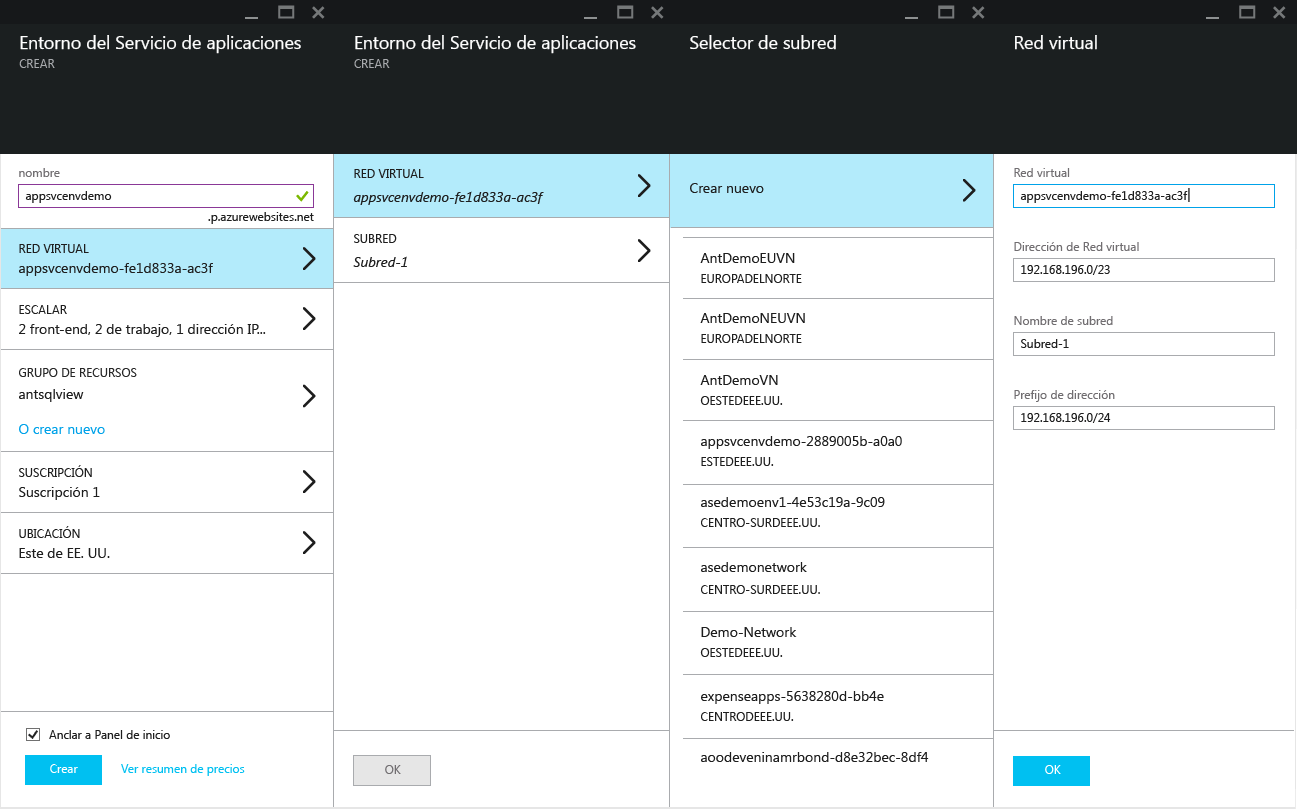 Entorno del Servicio de aplicaciones
CREAR
nombre
appsvcenvdemo
.p.azurewebsites.net
RED VIRTUAL
appsvcenvdemo-fe1d833a-ac3f
ESCALAR
2 front-end, 2 de trabajo, 1 dirección IP...
GRUPO DE RECURSOS
antsqlview
O crear nuevo
SUSCRIPCIÓN
Suscripción 1
UBICACIÓN
Este de EE. UU.
Anclar a Panel de inicio
Crear
Ver resumen de precios
Entorno del Servicio de aplicaciones
CREAR
RED VIRTUAL
appsvcenvdemo-fe1d833a-ac3f
SUBRED
Subred-1
OK
Selector de subred
Crear nuevo
AntDemoEUVN
EUROPADELNORTE
AntDemoNEUVN
EUROPADELNORTE
AntDemoVN
OESTEDEEE.UU.
appsvcenvdemo-2889005b-a0a0
ESTEDEEE.UU.
asedemoenv1-4e53c19a-9c09
CENTRO-SURDEEE.UU.
asedemonetwork
CENTRO-SURDEEE.UU.
Demo-Network
OESTEDEEE.UU.
expenseapps-5638280d-bb4e
CENTRODEEE.UU.
aoodeveninamrbond-d8e32bec-8df4
Red virtual
Red virtual
appsvcenvdemo-fe1d833a-ac3f
Dirección de Red virtual
192.168.196.0/23
Nombre de subred
Subred-1
Prefijo de dirección
192.168.196.0/24
OK